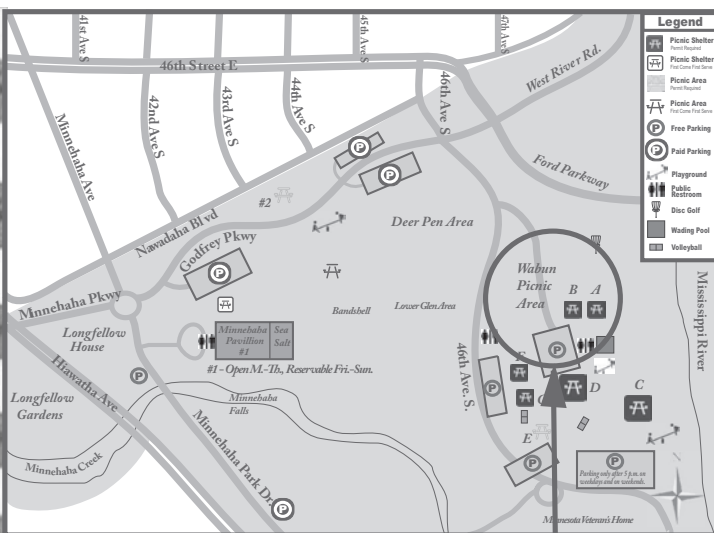 41st Ave S
45th Ave S
47th Ave S
46th Street E
42nd Ave S
43rd Ave S
44th Ave S
46th Ave S
West River Rd.
Minnehaha Ave
Ford Parkway
#2
Deer Pen Area
Nawadaha Blvd
Godfrey Pkwy
Wabun
Picnic
Area
B
A
Minnehaha Pkwy
Bandshell
Lower Glen Area
Mississippi River
Longfellow
House
Minnehaha
Pavillion
#1
Sea
Salt
#1 - Open M.-Th., Reservable Fri.-Sun.
46th Ave. S.
Hiawatha Ave
Longfellow
Gardens
Minnehaha
Falls
D
C
E
Minnehaha Creek
Minnehaha Park Dr.
Parking only after 5 p.m. on
weekdays and on weekends.
Minnesota Veteran's Home
Legend
Picnic Shelter
Permit Required
Picnic Shelter
First Come First Serve
Picnic Area
Permit Required
Picnic Area
First Come First Serve
P Free Parking
P Paid Parking
Playground
Public
Restroom
Disc Golf
Wading Pool
Volleyball